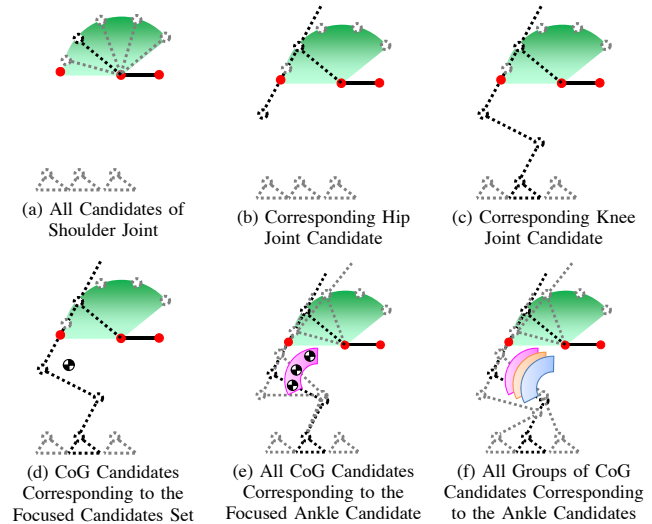 (a) All Candidates of
Shoulder Joint
(b) Corresponding Hip
Joint Candidate
(c) Corresponding Knee
Joint Candidate
(d) CoG Candidates
Corresponding to the
Focused Candidates Set
(e) All CoG Candidates
Corresponding to the
Focused Ankle Candidate
(f) All Groups of CoG
Candidates Corresponding
to the Ankle Candidates